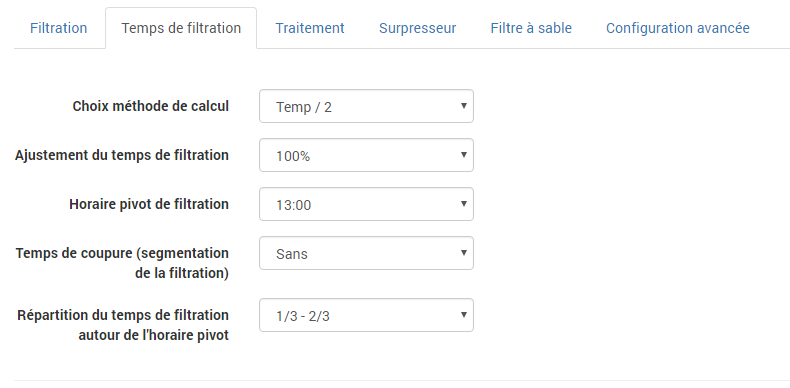 Filtration Temps de filtration Traitement Surpresseur Filtre à sable Configuration avancée
Choix méthode de calcul Temp / 2
Ajustement du temps de filtration 100%
Horaire pivot de filtration 13:00
Temps de coupure (segmentation
de la filtration) Sans
Répartition du temps de filtration
autour de l'horaire pivot 1/3 - 2/3